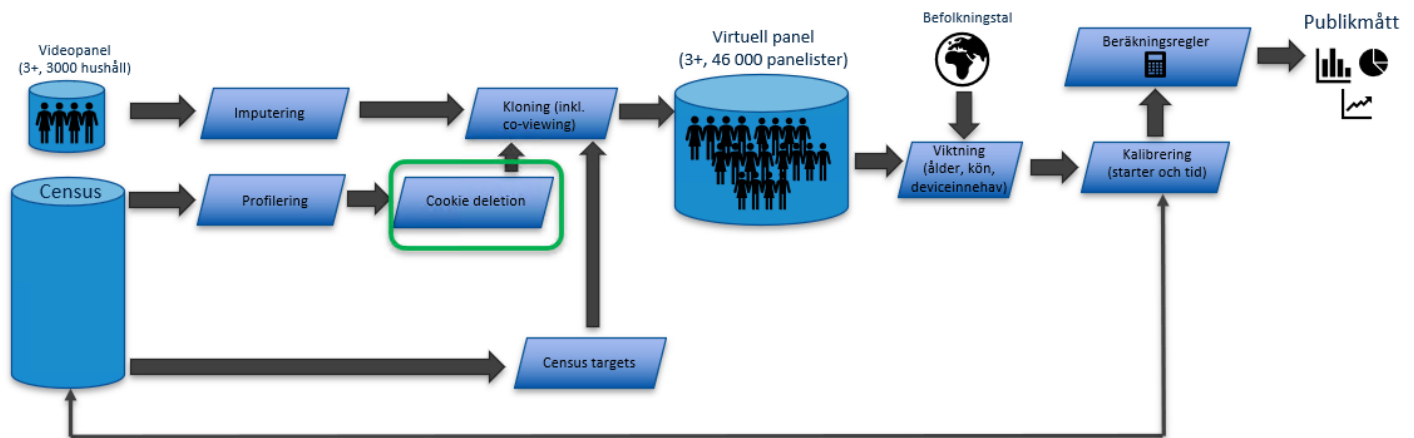 Videopanel
(3+, 3000 hushåll)
Imputering
Kloning (inkl.
co-viewing)
Virtuell panel
(3+, 46 000 panelister)
Befolkningstal
Beräkningsregler
Publikmått
Census
Profilering
Cookie deletion
Viktning
(ålder, kön,
deviceinnehav)
Kalibrering
(starter och tid)
Census targets